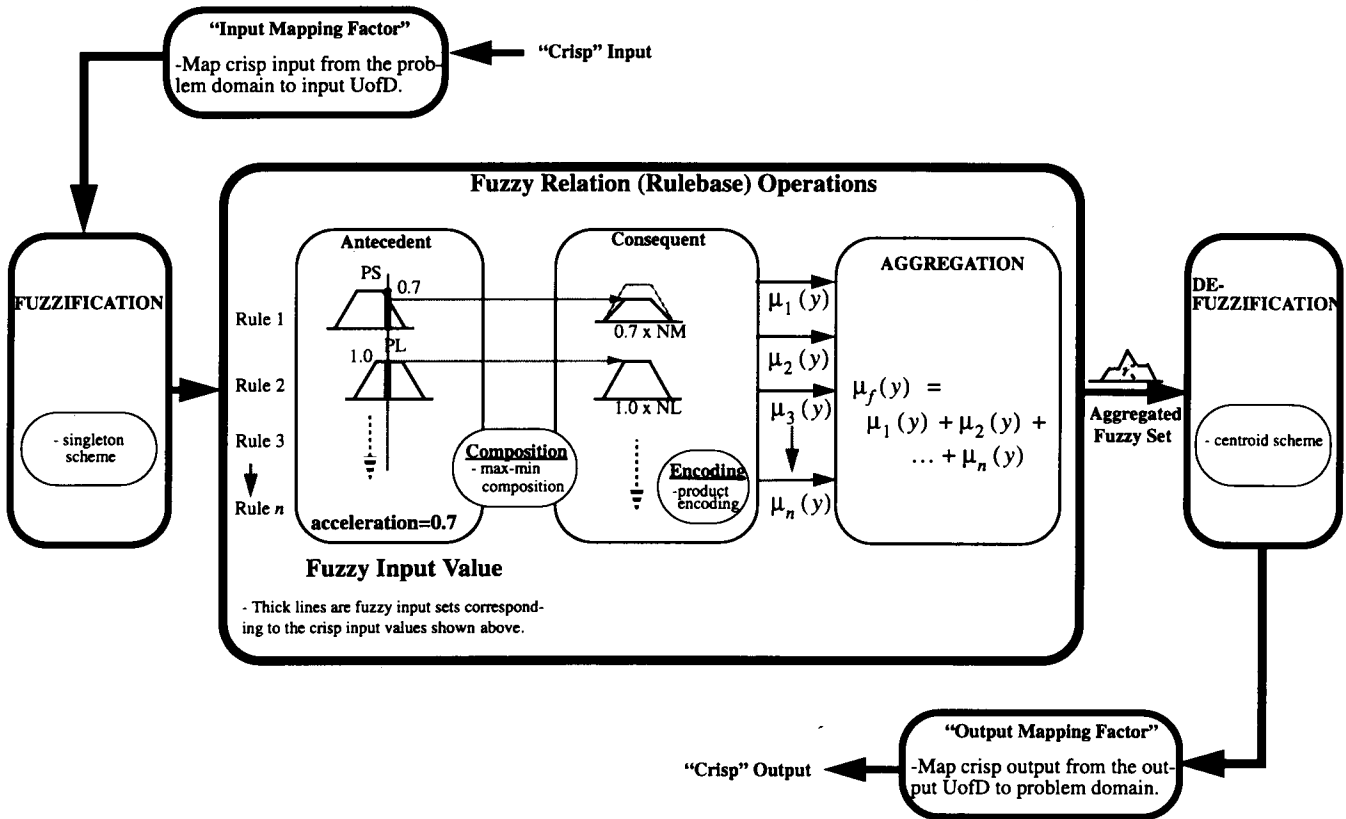 “Input Mapping Factor”
-Map crisp input from the prob-
lem domain to input UofD.
“Crisp” Input
Fuzzy Relation (Rulebase) Operations
FUZZIFICATION
- singleton
scheme
Rule 1
Rule 2
Rule 3
Rule n
Antecedent
PS
0.7
PL
1.0
acceleration=0.7
Composition
- max-min
composition
Consequent
0.7 x NM
1.0 x NL
Encoding
-product
encoding
μ1(y)
μ2(y)
μ3(y)
μn(y)
AGGREGATION
μf(y) =
μ1(y) + μ2(y) +
... + μn(y)
Fuzzy Input Value
- Thick lines are fuzzy input sets correspond-
ing to the crisp input values shown above.
Aggregated
Fuzzy Set
DE-
FUZZIFICATION
- centroid scheme
“Output Mapping Factor”
-Map crisp output from the out-
put UofD to problem domain.
“Crisp” Output